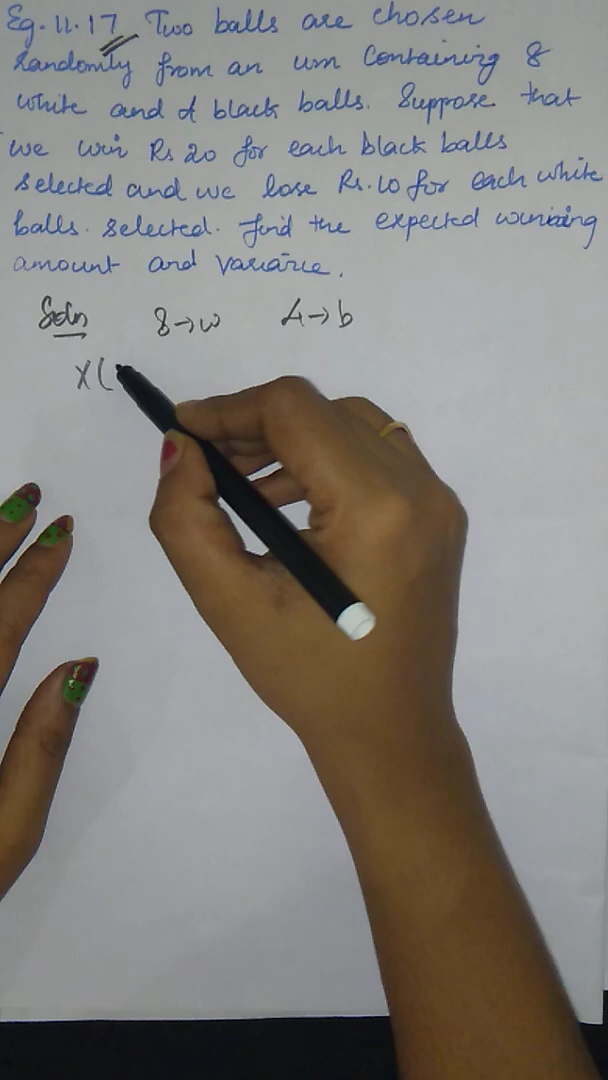 Eg. 11.17 Two balls are chosen
randomly from an urn containing 8
white and 4 black balls. Suppose that
we win Rs 20 for each black balls
selected and we lose Rs.10 for each white
balls. selected. find the expected winning
amount and variance.
Soln 8→w 4→b
X(